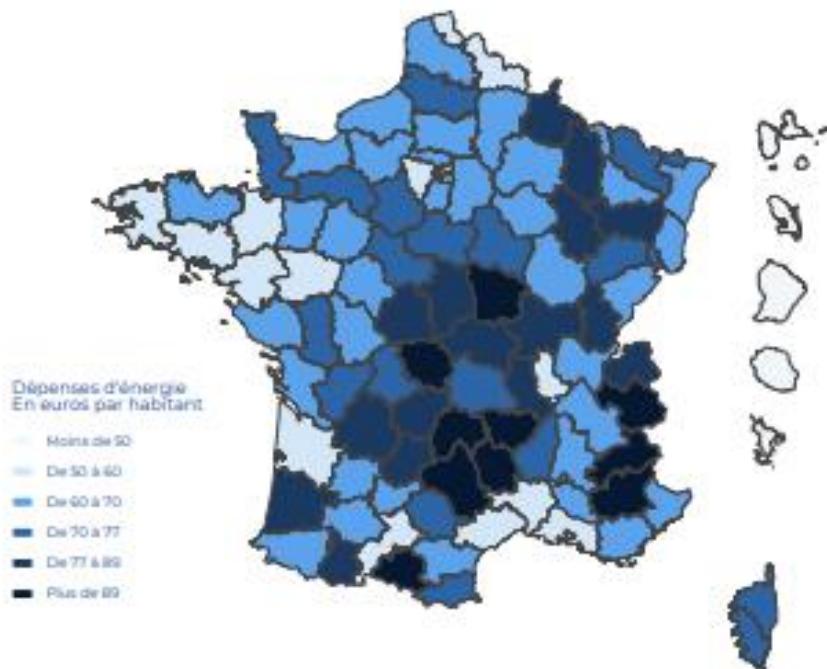 Dépenses d'énergie
En euros par habitant
Moins de 50
De 50 à 60
De 60 à 70
De 70 à 77
De 77 à 89
Plus de 89